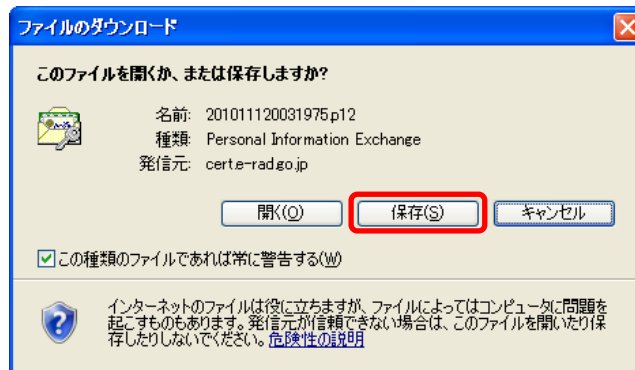 ファイルのダウンロード
このファイルを開くか、または保存しますか?
名前: 201011120031975.p12
種類: Personal Information Exchange
発信元: cert.e-rad.go.jp
開く(O) 保存(S) キャンセル
この種類のファイルであれば常に警告する(W)
インターネットのファイルは役に立ちますが、ファイルによってはコンピュータに問題を
起こすものもあります。発信元が信頼できない場合は、このファイルを開いたり保
存したりしないでください。危険性の説明